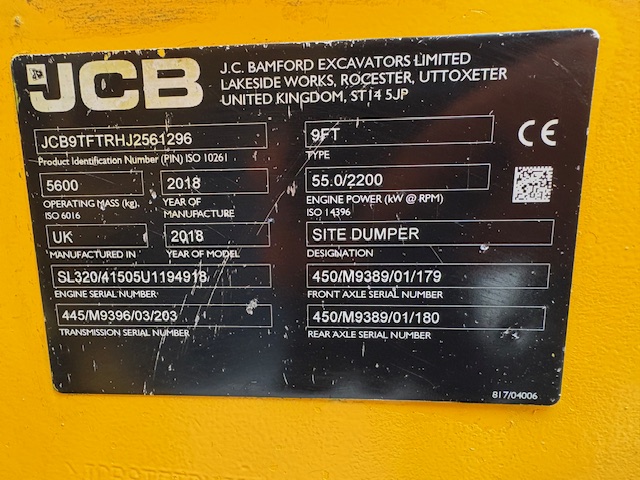 JCB
J.C. BAMFORD EXCAVATORS LIMITED
LAKESIDE WORKS, ROCESTER, UTTOXETER
UNITED KINGDOM, ST14 5JP
JCB9TFTRHJ2561296
Product Identification Number (PIN) ISO 10261
9FT
TYPE
CE
5600
OPERATING MASS (kg),
ISO 6016
2018
YEAR OF
MANUFACTURE
55.0/2200
ENGINE POWER (kW @ RPM)
ISO 14396
UK
MANUFACTURED IN
2018
YEAR OF MODEL
SITE DUMPER
DESIGNATION
SL320/41505U1194918
ENGINE SERIAL NUMBER
450/M9389/01/179
FRONT AXLE SERIAL NUMBER
445/M9396/03/203
TRANSMISSION SERIAL NUMBER
450/M9389/01/180
REAR AXLE SERIAL NUMBER
817/04006